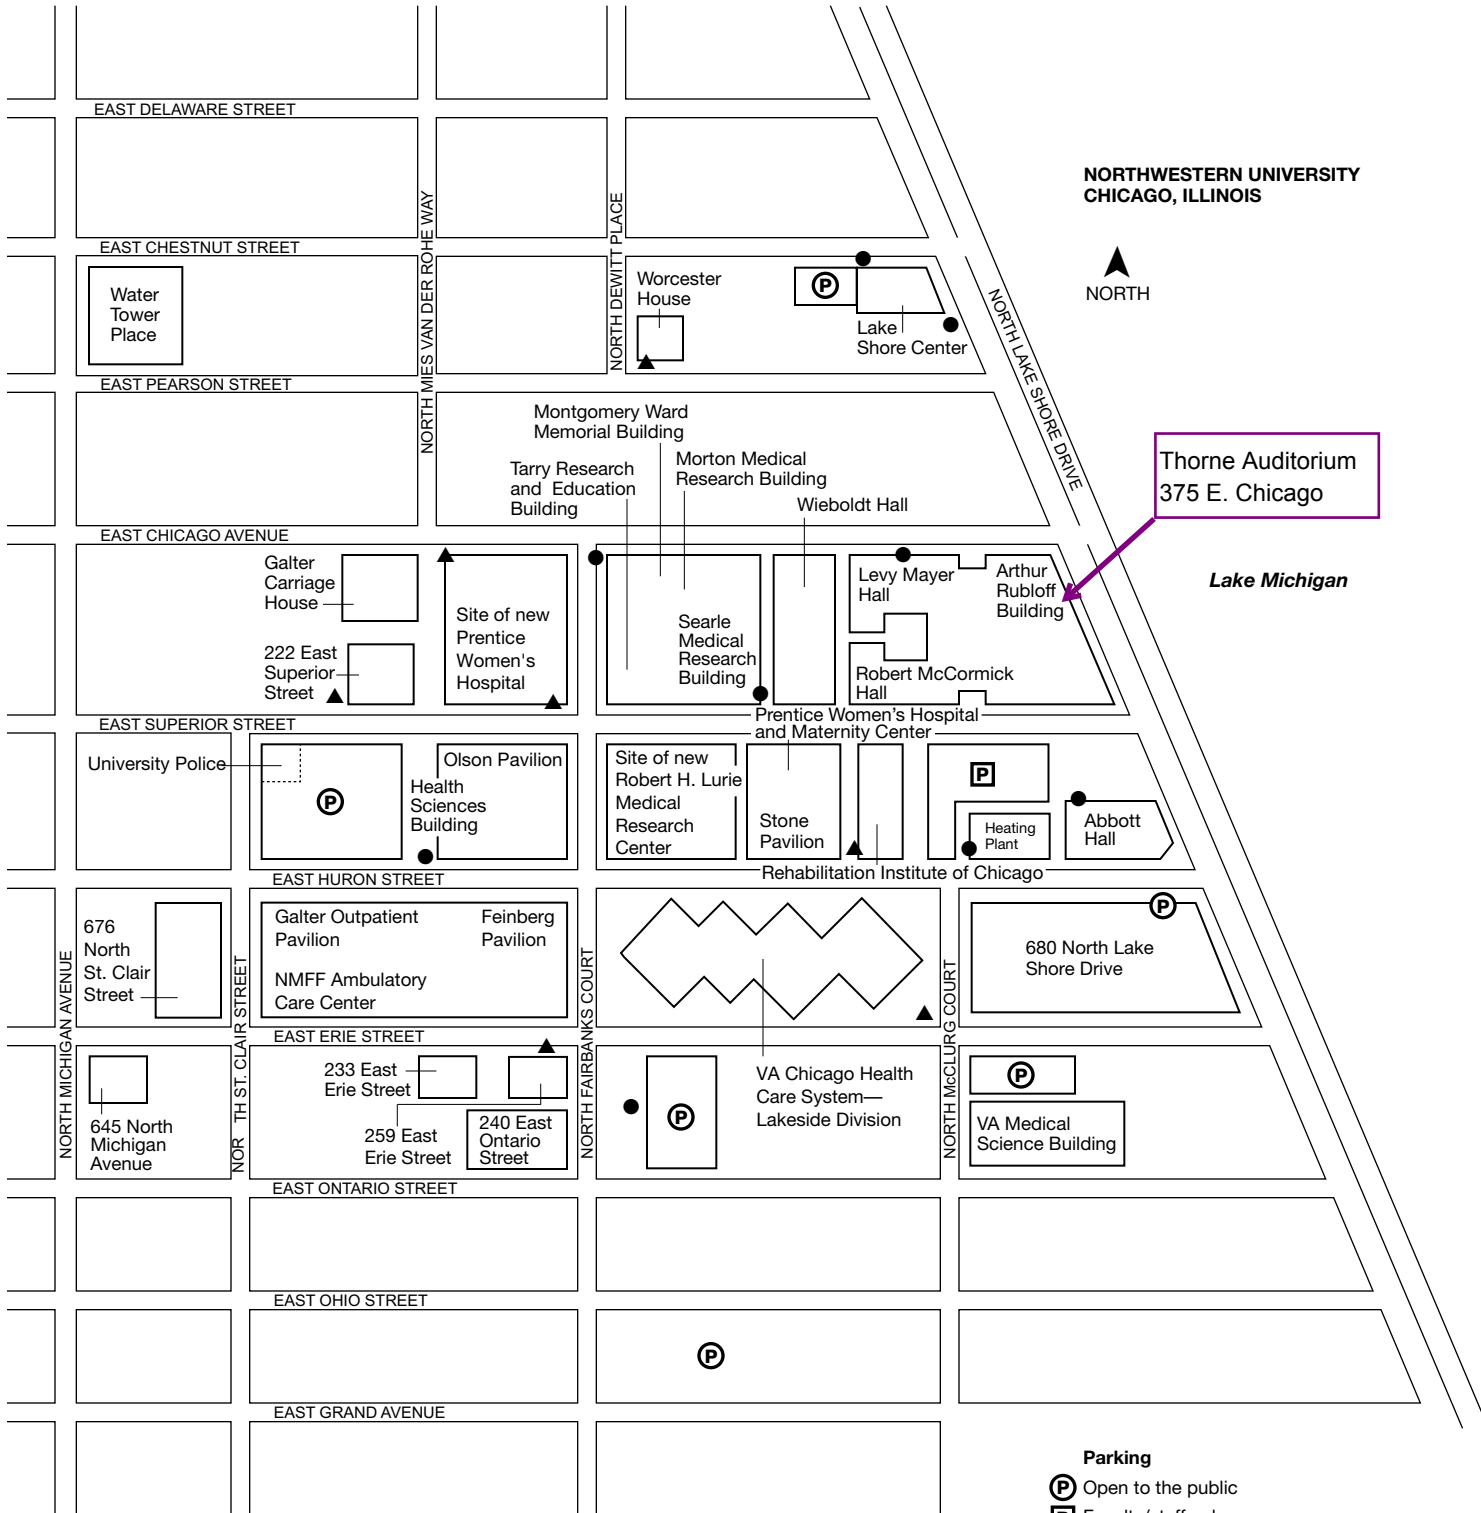 EAST DELAWARE STREET
NORTHWESTERN UNIVERSITY
CHICAGO, ILLINOIS
NORTH
NORTH MIES VAN DER ROHE WAY
NORTH DEWITT PLACE
EAST CHESTNUT STREET
Water
Tower
Place
Worcester
House
P
Lake
Shore Center
NORTH LAKE SHORE DRIVE
EAST PEARSON STREET
Montgomery Ward
Memorial Building
Tarry Research
and Education
Building
Morton Medical
Research Building
Wieboldt Hall
Thorne Auditorium
375 E. Chicago
EAST CHICAGO AVENUE
Galter
Carriage
House
222 East
Superior
Street
Site of new
Prentice
Women's
Hospital
Searle
Medical
Research
Building
Levy Mayer
Hall
Arthur
Rubloff
Building
Robert McCormick
Hall
Lake Michigan
EAST SUPERIOR STREET
Prentice Women's Hospital
and Maternity Center
University Police
P
Olson Pavilion
Health
Sciences
Building
Site of new
Robert H. Lurie
Medical
Research
Center
Stone
Pavilion
P
Heating
Plant
Abbott
Hall
EAST HURON STREET
Rehabilitation Institute of Chicago
676
North
St. Clair
Street
Galter Outpatient
Pavilion
Feinberg
Pavilion
NMFF Ambulatory
Care Center
P
680 North Lake
Shore Drive
NORTH MICHIGAN AVENUE
NOR TH ST. CLAIR STREET
NORTH FAIRBANKS COURT
NORTH McCLURG COURT
EAST ERIE STREET
645 North
Michigan
Avenue
233 East
Erie Street
259 East
Erie Street
240 East
Ontario
Street
P
VA Chicago Health
Care System—
Lakeside Division
P
VA Medical
Science Building
EAST ONTARIO STREET
EAST OHIO STREET
P
EAST GRAND AVENUE
Parking
P Open to the public